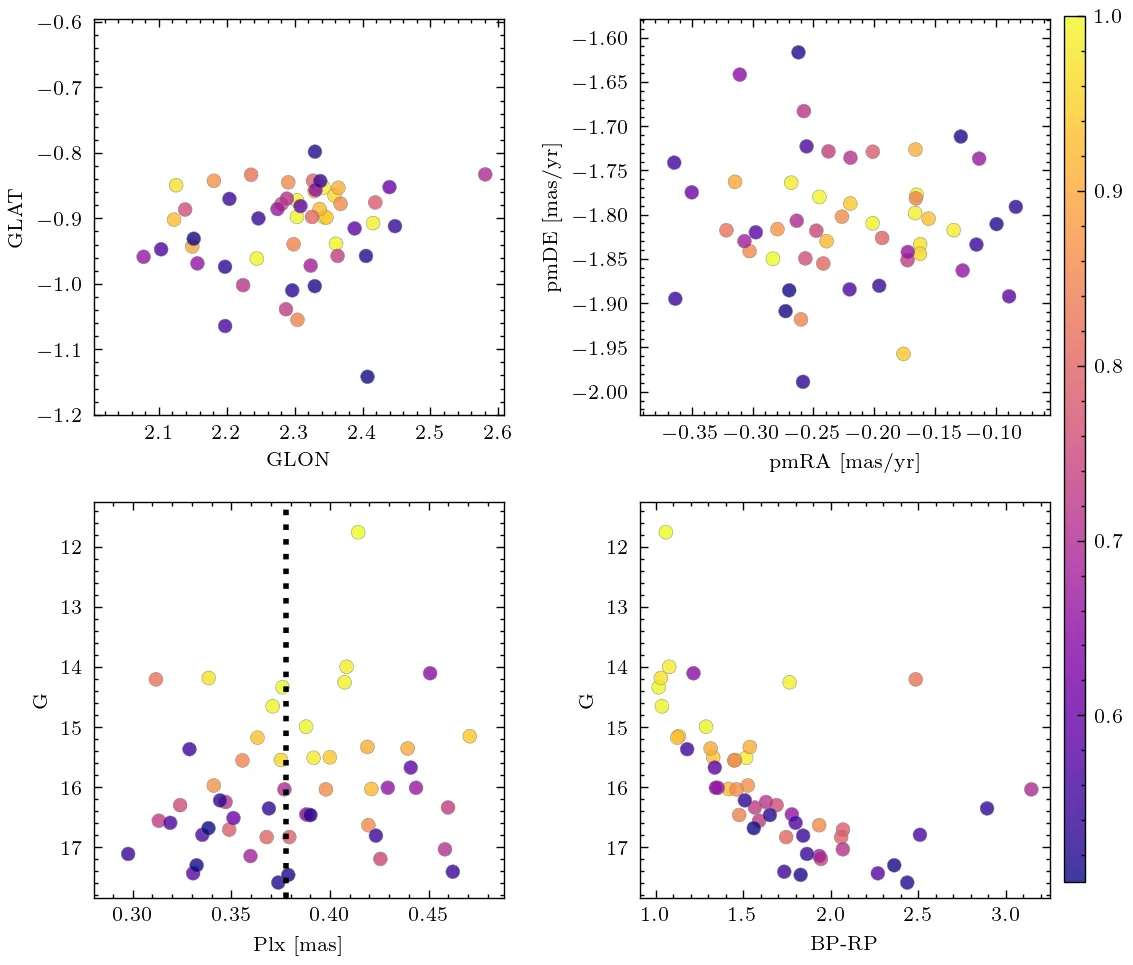 −0.6
−0.7
−0.8
−0.9
−1.0
−1.1
−1.2
GLAT
2.1 2.2 2.3 2.4 2.5 2.6
GLON
−1.60
−1.65
−1.70
−1.75
−1.80
−1.85
−1.90
−1.95
−2.00
pmDE [mas/yr]
−0.35 −0.30 −0.25 −0.20 −0.15 −0.10
pmRA [mas/yr]
12
13
14
15
16
17
G
0.30 0.35 0.40 0.45
Plx [mas]
12
13
14
15
16
17
G
1.0 1.5 2.0 2.5 3.0
BP-RP
1.0
0.9
0.8
0.7
0.6